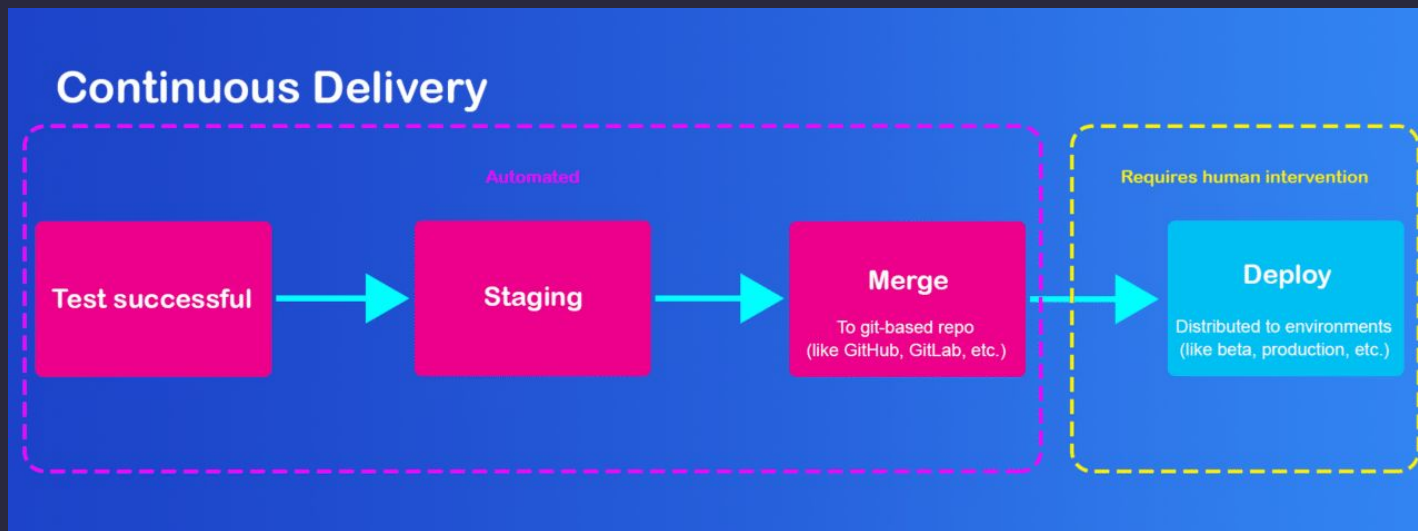 Continuous Delivery
Automated
Requires human intervention
Test successful
Staging
Merge
To git-based repo
(like GitHub, GitLab, etc.)
Deploy
Distributed to environments
(like beta, production, etc.)